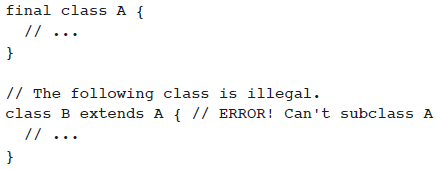 final class A {
  // ...
}

// The following class is illegal.
class B extends A { // ERROR! Can't subclass A
  // ...
}